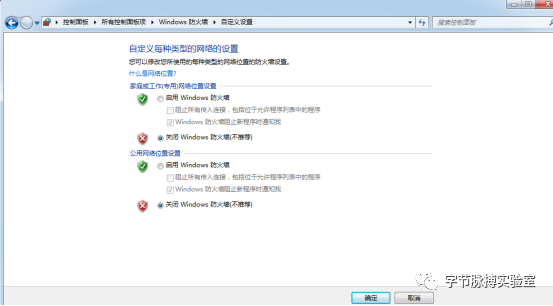 控制面板 ▸ 所有控制面板项 ▸ Windows 防火墙 ▸ 自定义设置
搜索控制面板
自定义每种类型的网络的设置
您可以修改您所使用的每种类型的网络位置的防火墙设置。
什么是网络位置?
家庭或工作(专用)网络位置设置
启用 Windows 防火墙
阻止所有传入连接，包括位于允许程序列表中的程序
Windows 防火墙阻止新程序时通知我
关闭 Windows 防火墙(不推荐)
公用网络位置设置
启用 Windows 防火墙
阻止所有传入连接，包括位于允许程序列表中的程序
Windows 防火墙阻止新程序时通知我
关闭 Windows 防火墙(不推荐)
字节脉搏实验室
确定
取消